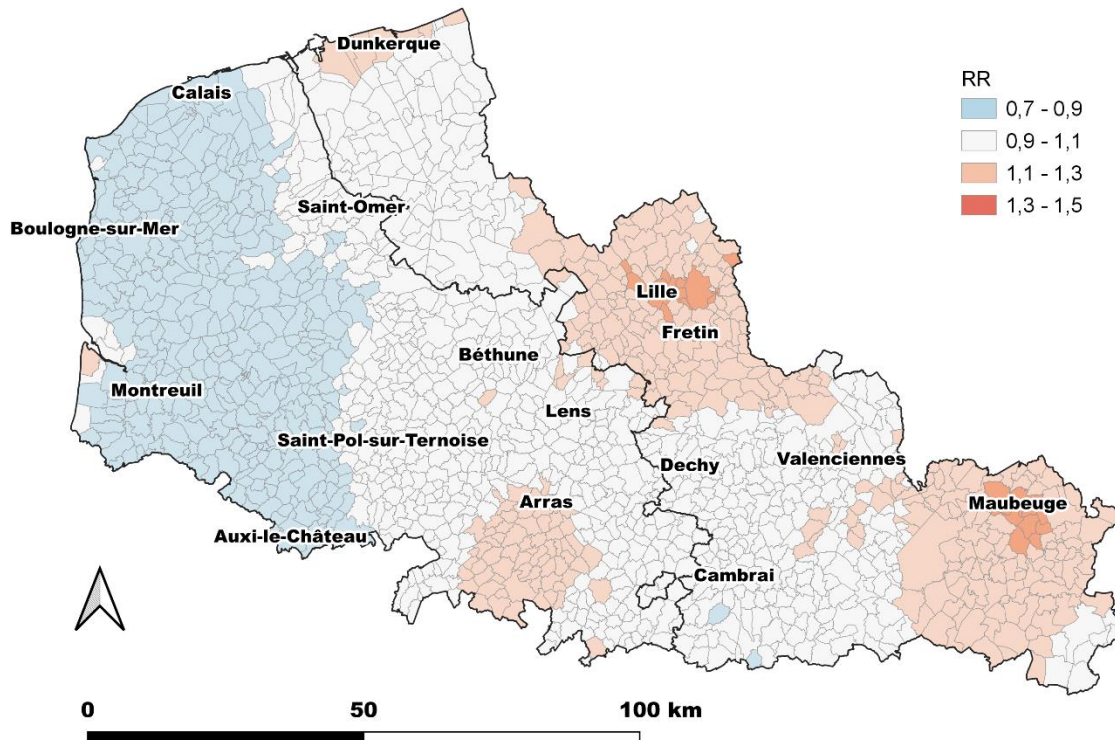 Dunkerque
RR
Calais
0,7 - 0,9
0,9 - 1,1
1,1 - 1,3
1,3 - 1,5
Saint-Omer
Boulogne-sur-Mer
Lille
Fretin
Béthune
Montreuil
Lens
Saint-Pol-sur-Ternoise
Dechy
Valenciennes
Arras
Maubeuge
Auxi-le-Château
Cambrai
0 50 100 km